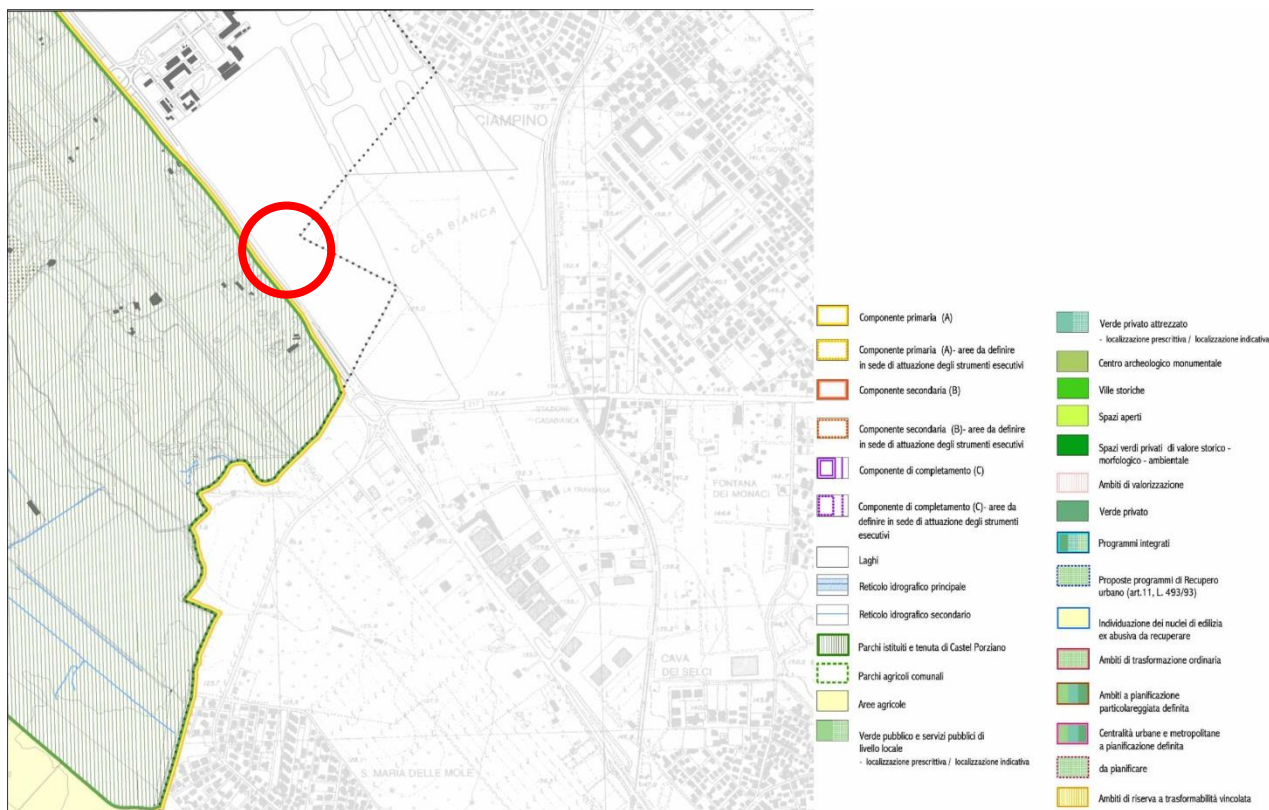 CIAMPINO
S. GIOVANNI
CASA BIANCA
STAZIONE
CASABIANCA
LA TRAVERSA
FONTANA
DEI MONACI
CAVA
DEI SELCI
S. MARIA DELLE MOLE
Componente primaria (A)
Componente primaria (A)- aree da definire
in sede di attuazione degli strumenti esecutivi
Componente secondaria (B)
Componente secondaria (B)- aree da definire
in sede di attuazione degli strumenti esecutivi
Componente di completamento (C)
Componente di completamento (C)- aree da
definire in sede di attuazione degli strumenti
esecutivi
Laghi
Reticolo idrografico principale
Reticolo idrografico secondario
Parchi istituiti e tenuta di Castel Porziano
Parchi agricoli comunali
Aree agricole
Verde pubblico e servizi pubblici di
livello locale
- localizzazione prescrittiva / localizzazione indicativa
Verde privato attrezzato
- localizzazione prescrittiva / localizzazione indicativa
Centro archeologico monumentale
Ville storiche
Spazi aperti
Spazi verdi privati di valore storico -
morfologico - ambientale
Ambiti di valorizzazione
Verde privato
Programmi integrati
Proposte programmi di Recupero
urbano (art.11, L. 493/93)
Individuazione dei nuclei di edilizia
ex abusiva da recuperare
Ambiti di trasformazione ordinaria
Ambiti a pianificazione
particolareggiata definita
Centralità urbane e metropolitane
a pianificazione definita
da pianificare
Ambiti di riserva a trasformabilità vincolata